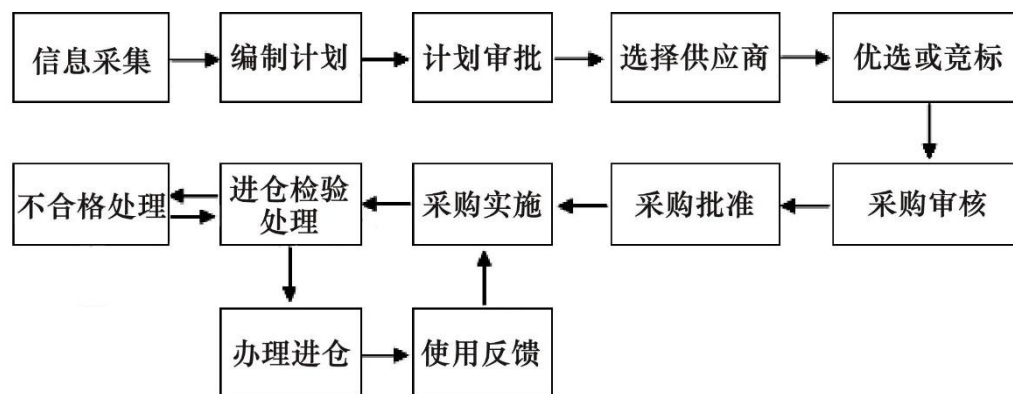 信息采集
编制计划
计划审批
选择供应商
优选或竞标
不合格处理
进仓检验
处理
采购实施
采购批准
采购审核
办理进仓
使用反馈